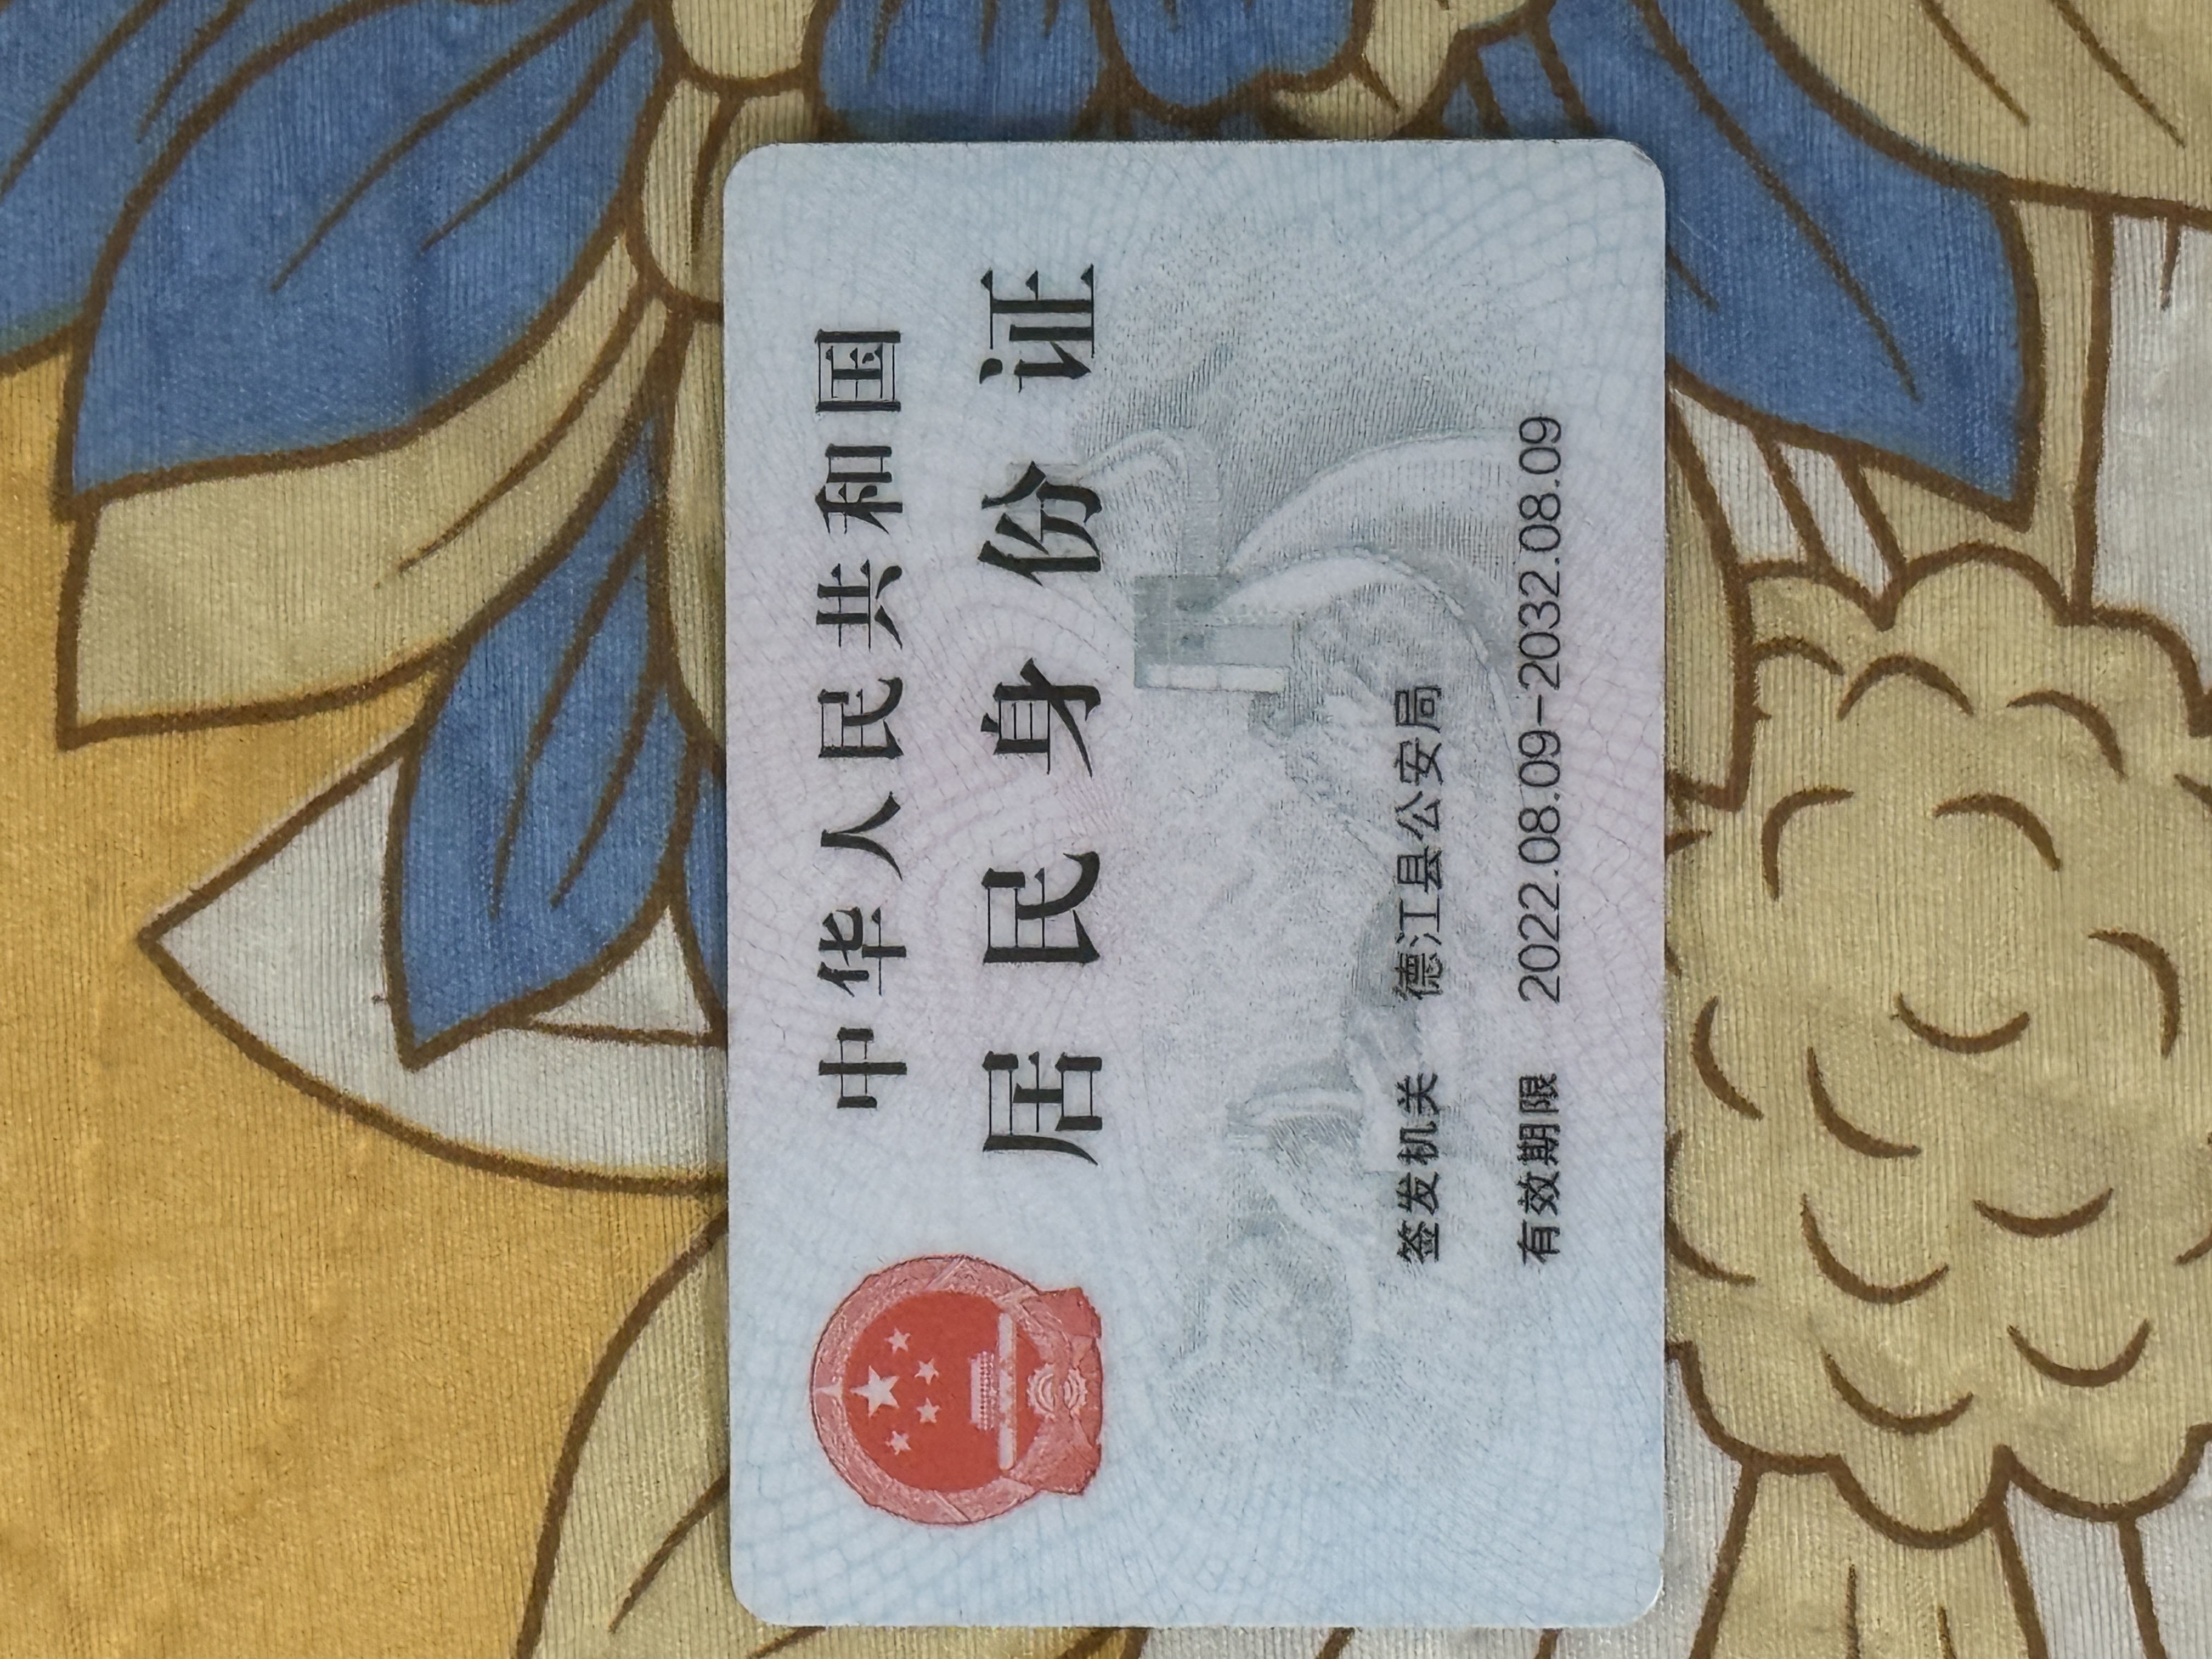 中华人民共和国
居民身份证
签发机关 德江县公安局
有效期限 2022.08.09-2032.08.09